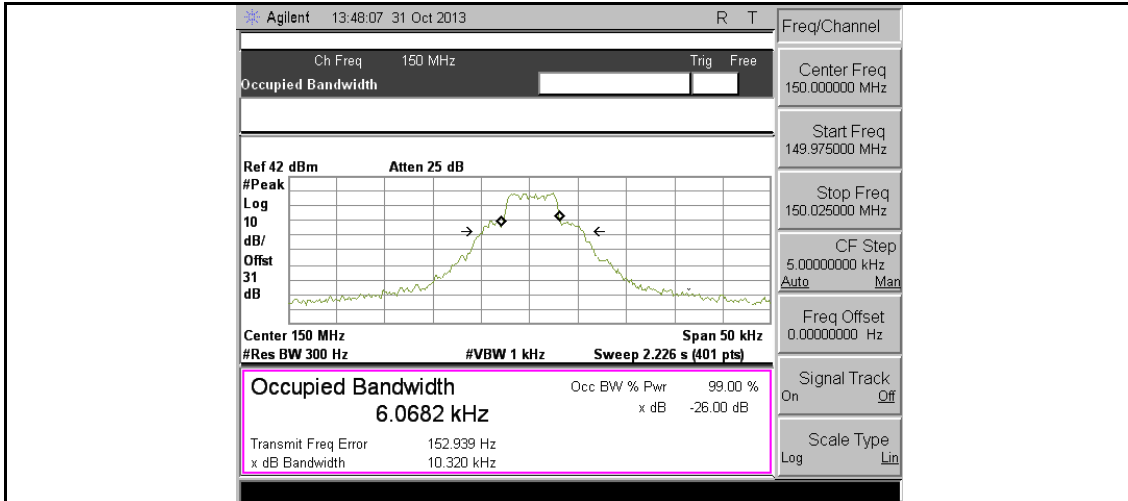 Agilent 13:48:07 31 Oct 2013 R T
Freq/Channel
Ch Freq 150 MHz Trig Free
Occupied Bandwidth
Center Freq
150.000000 MHz
Start Freq
149.975000 MHz
Stop Freq
150.025000 MHz
CF Step
5.00000000 kHz
Auto Man
Freq Offset
0.00000000 Hz
Signal Track
On Off
Scale Type
Log Lin
Ref 42 dBm Atten 25 dB
#Peak
Log
10
dB/
Offst
31
dB
Center 150 MHz Span 50 kHz
#Res BW 300 Hz #VBW 1 kHz Sweep 2.226 s (401 pts)
Occupied Bandwidth Occ BW % Pwr 99.00 %
6.0682 kHz x dB -26.00 dB
Transmit Freq Error 152.939 Hz
x dB Bandwidth 10.320 kHz